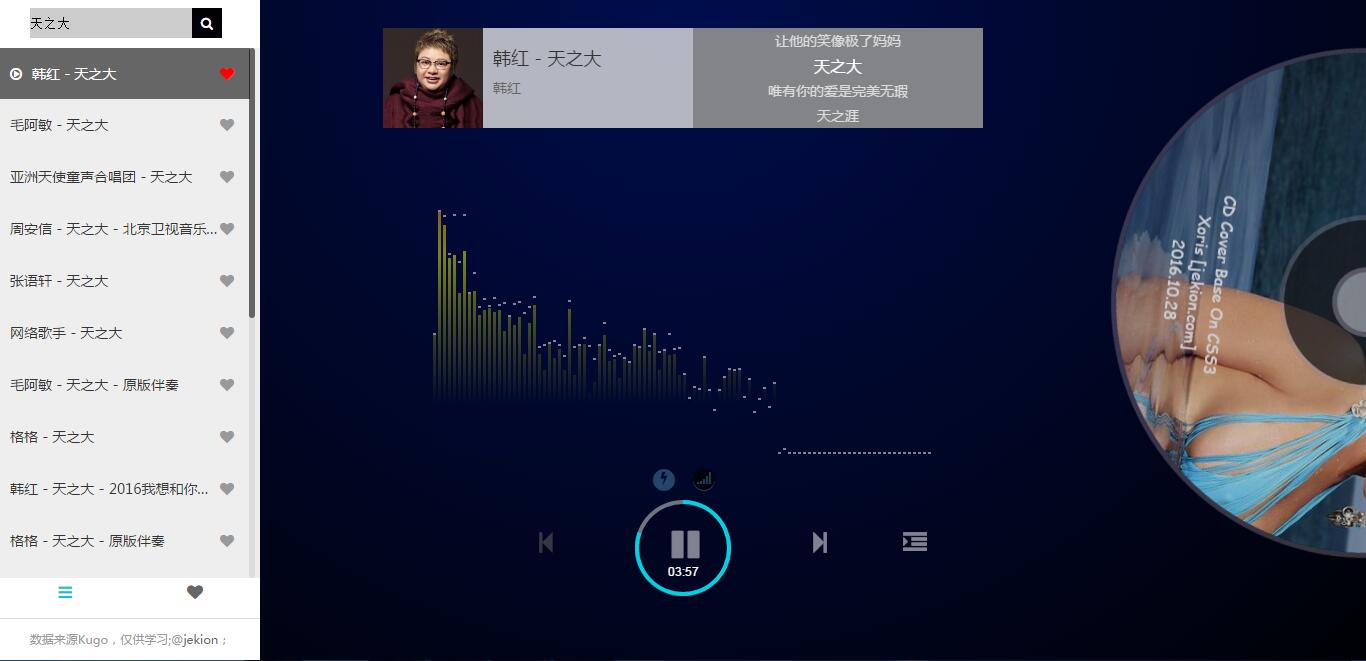 天之大
韩红 - 天之大
毛阿敏 - 天之大
亚洲天使童声合唱团 - 天之大
周安信 - 天之大 - 北京卫视音乐...
张语轩 - 天之大
网络歌手 - 天之大
毛阿敏 - 天之大 - 原版伴奏
格格 - 天之大
韩红 - 天之大 - 2016我想和你...
格格 - 天之大 - 原版伴奏
数据来源Kugo，仅供学习;@jekion；
韩红 - 天之大
韩红
让他的笑像极了妈妈
天之大
唯有你的爱是完美无瑕
天之涯
03:57
CD Cover Base On CSS3
Xoris [jekion.com]
2016.10.28